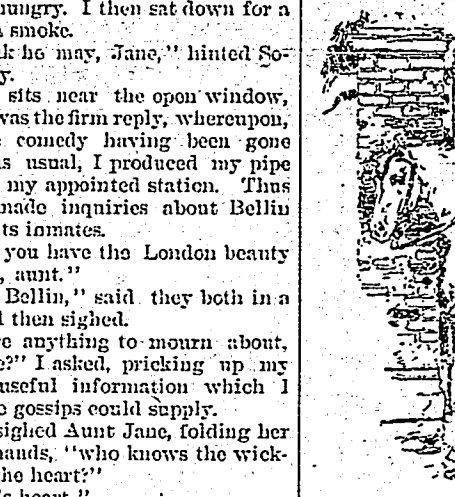 hungry. I then sat down for a
smoke.
k he may, Jane," hinted So-
y.
sits near the open window,
was the firm reply, whereupon,
comedy having been gone
s usual, I produced my pipe
my appointed station. Thus
made inquiries about Bellin
ts inmates.
you have the London beauty
, aunt."
Bellin," said they both in a
l then sighed.
re anything to mourn about,
e?" I asked, pricking up my
useful information which I
e gossips could supply.
sighed Aunt Jane, folding her
hands, "who knows the wick-
he heart?"
's heart."